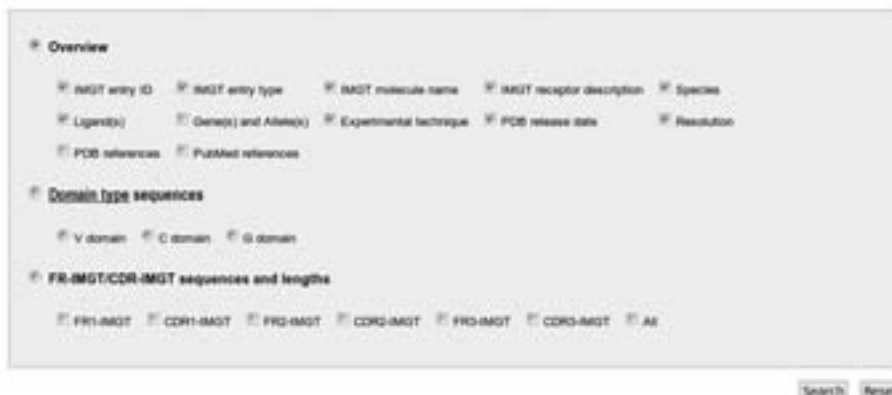 Overview
IMGT entry ID IMGT entry type IMGT molecule name IMGT receptor description Species
Ligand(s) Gene(s) and Allele(s) Experimental technique PDB release date Resolution
PDB references PubMed references
Domain type sequences
V domain C domain G domain
FR-IMGT/CDR-IMGT sequences and lengths
FR1-IMGT CDR1-IMGT FR2-IMGT CDR2-IMGT FR3-IMGT CDR3-IMGT All
Search Rese